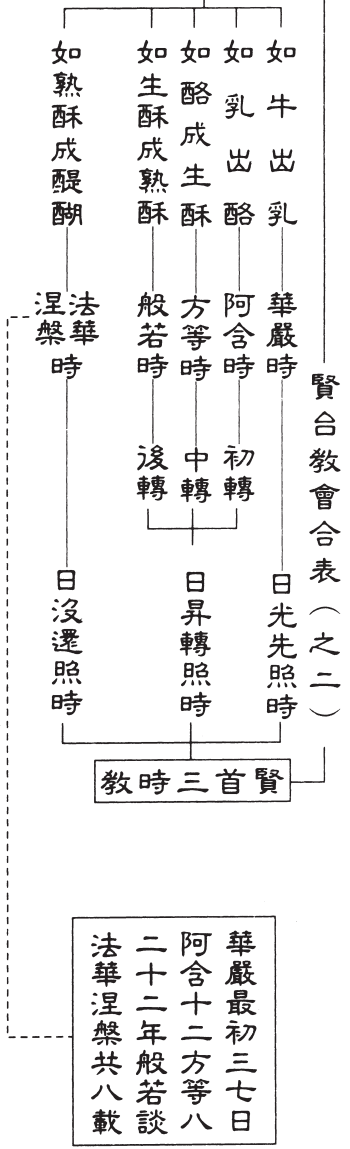 賢台教會合表（之二）
如牛出乳
如乳出酪
如酪成生酥
如生酥成熟酥
如熟酥成醍醐
華嚴時
阿含時
方等時
般若時
法華
涅槃
時
初轉
中轉
後轉
日光先照時
日昇轉照時
日沒還照時
賢首三時教
華嚴最初三七日
阿含十二方等八
二十二年般若談
法華涅槃共八載